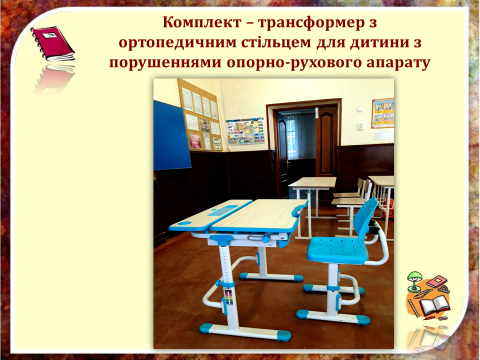 Комплект – трансформер з
ортопедичним стільцем для дитини з
порушеннями опорно-рухового апарату